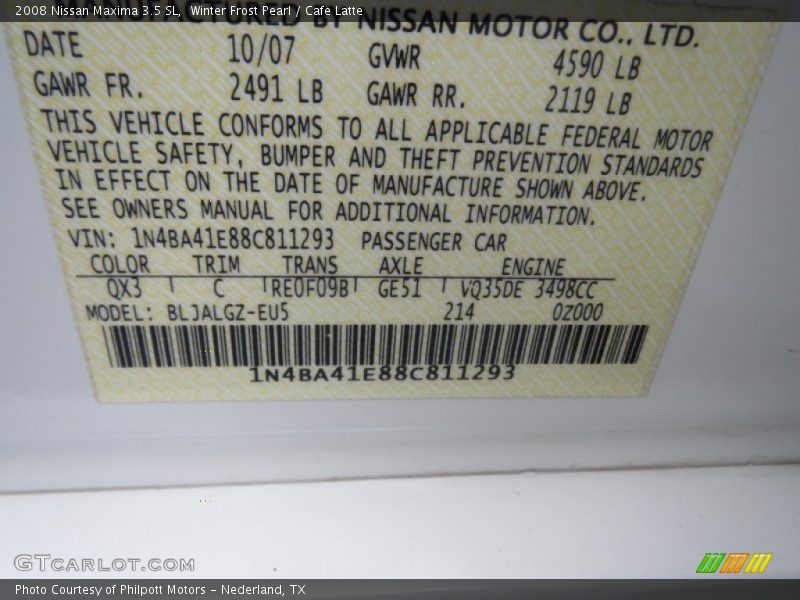 2008 Nissan Maxima 3.5 SL, Winter Frost Pearl / Cafe Latte
MANUFACTURED BY NISSAN MOTOR CO., LTD.
DATE 10/07 GVWR 4590 LB
GAWR FR. 2491 LB GAWR RR. 2119 LB
THIS VEHICLE CONFORMS TO ALL APPLICABLE FEDERAL MOTOR
VEHICLE SAFETY, BUMPER AND THEFT PREVENTION STANDARDS
IN EFFECT ON THE DATE OF MANUFACTURE SHOWN ABOVE.
SEE OWNERS MANUAL FOR ADDITIONAL INFORMATION.
VIN: 1N4BA41E88C811293 PASSENGER CAR
COLOR TRIM TRANS AXLE ENGINE
QX3 C RE0F09B GE51 VQ35DE 3498CC
MODEL: BLJALGZ-EU5 214 0Z000
1N4BA41E88C811293
GTCARLOT.COM
Photo Courtesy of Philpott Motors - Nederland, TX